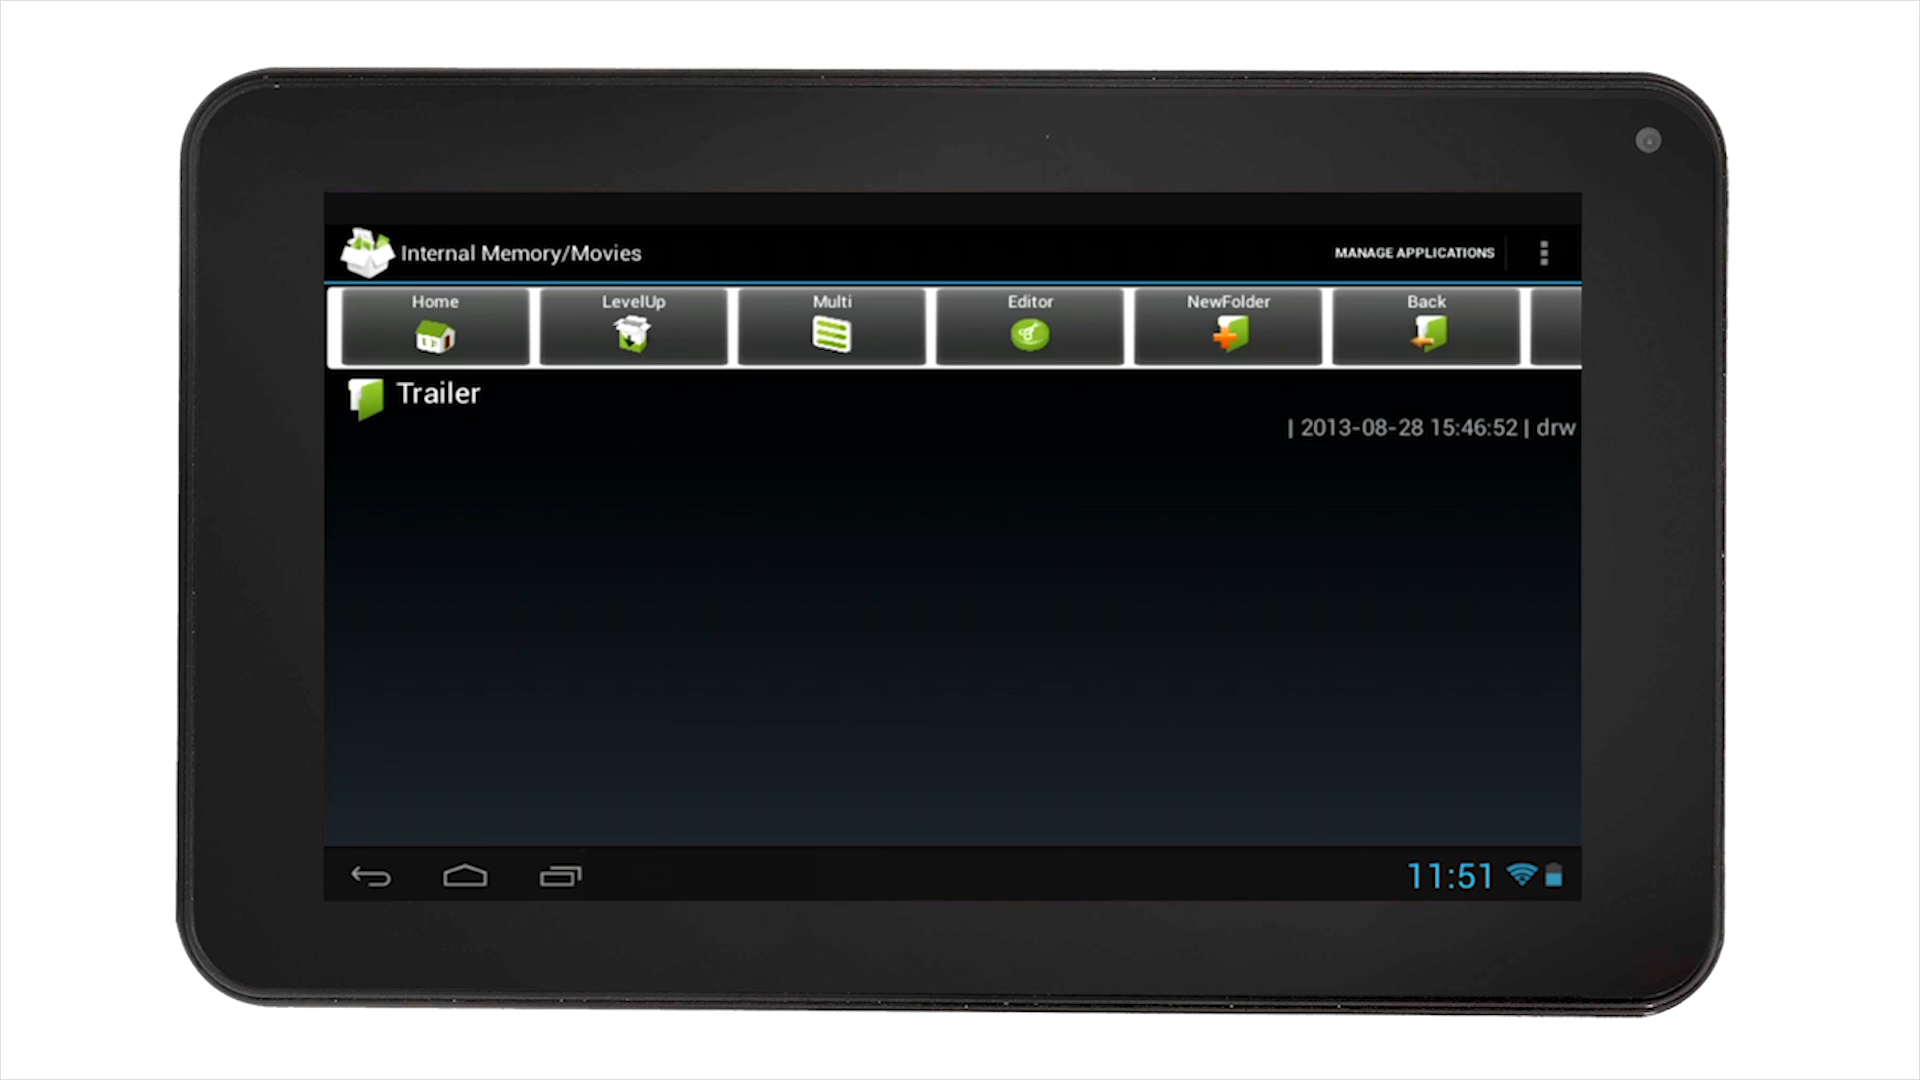 Internal Memory/Movies
MANAGE APPLICATIONS
Home LevelUp Multi Editor NewFolder Back
Trailer
| 2013-08-28 15:46:52 | drw
11:51